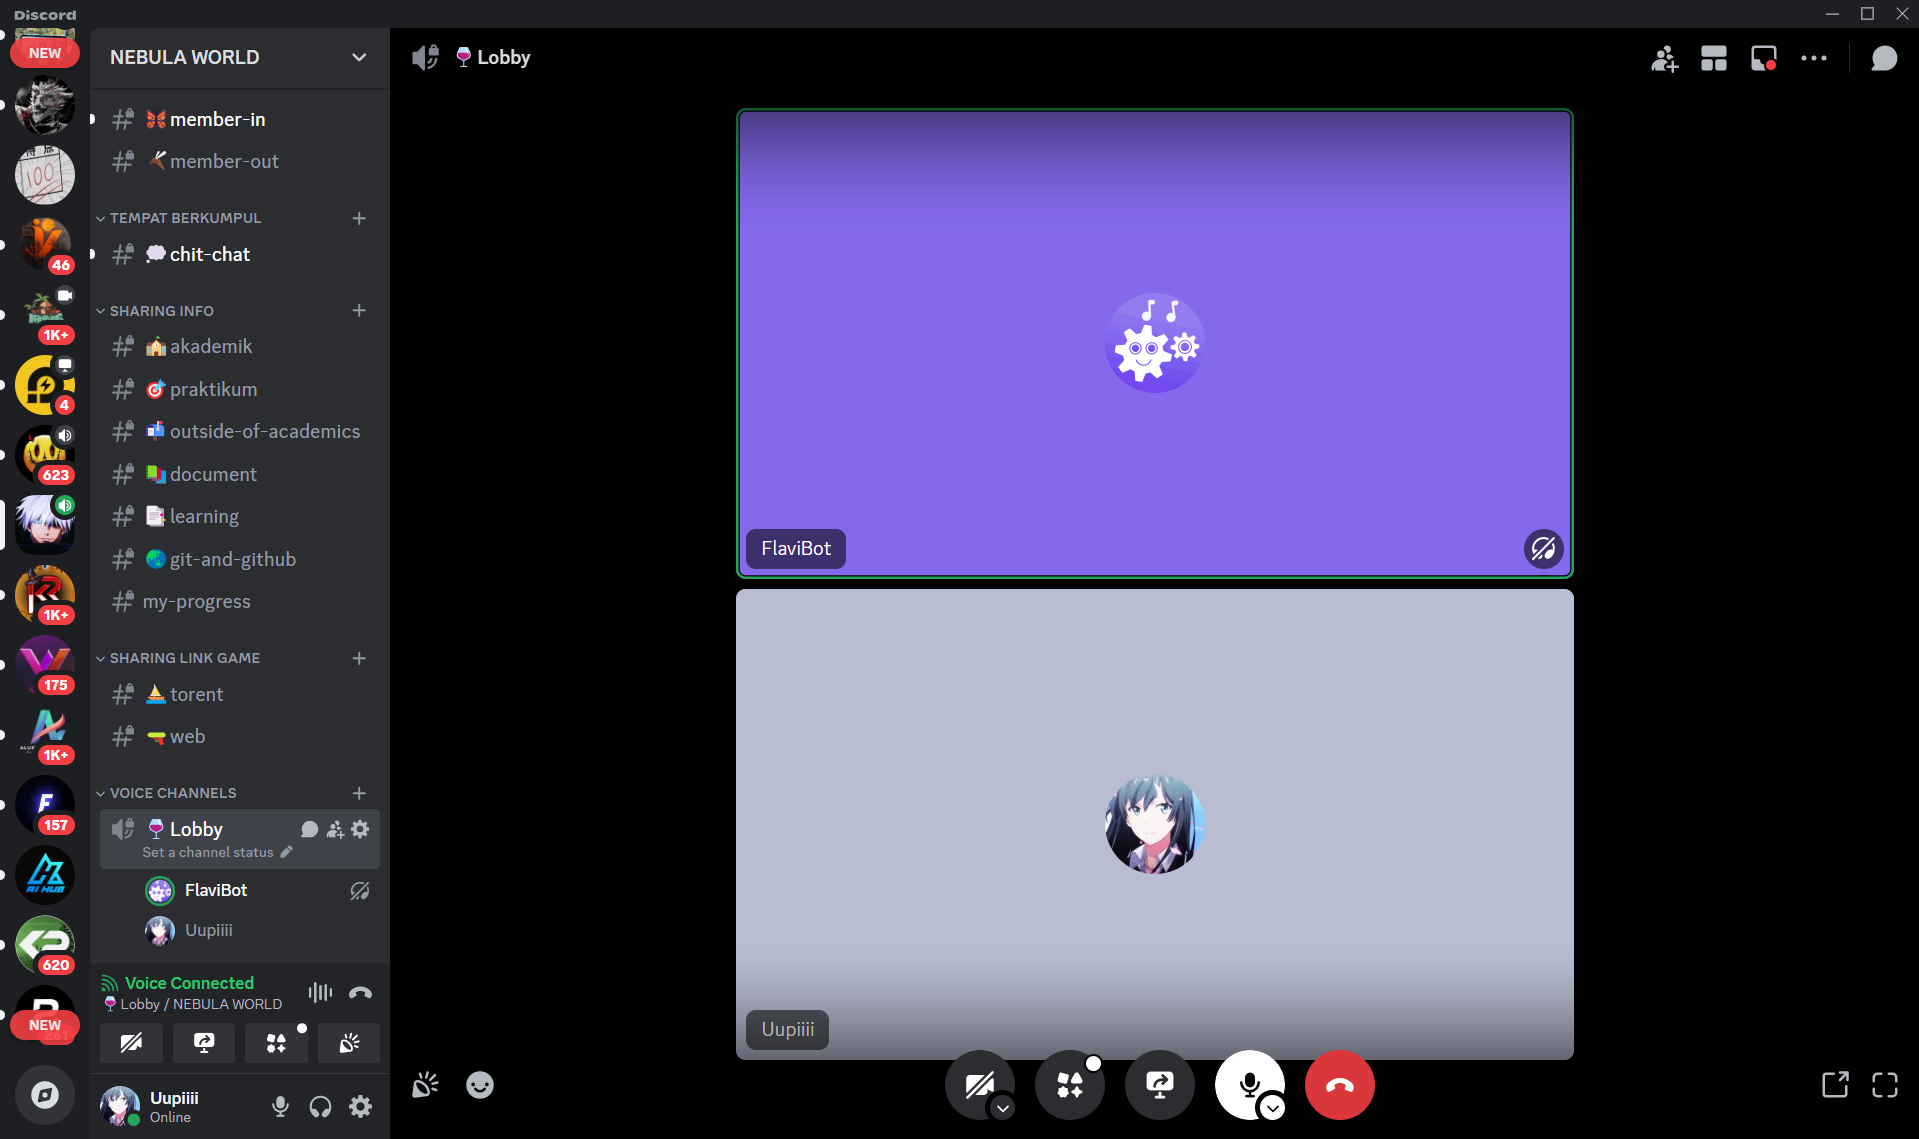 Discord
NEW
100
46
1K+
4
623
1K+
175
1K+
F
157
AI HUB
620
NEW
NEBULA WORLD
member-in
member-out
TEMPAT BERKUMPUL
chit-chat
SHARING INFO
akademik
praktikum
outside-of-academics
document
learning
git-and-github
my-progress
SHARING LINK GAME
torent
web
VOICE CHANNELS
Lobby
Set a channel status
FlaviBot
Uupiiii
Voice Connected
Lobby / NEBULA WORLD
Uupiiii
Online
Lobby
FlaviBot
Uupiiii